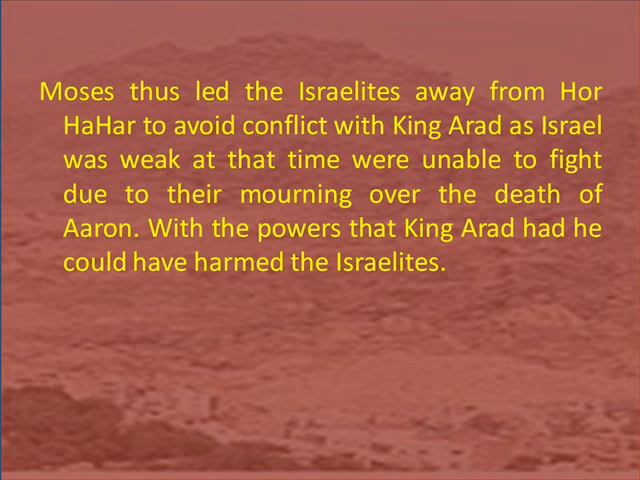 Moses thus led the Israelites away from Hor
HaHar to avoid conflict with King Arad as Israel
was weak at that time were unable to fight
due to their mourning over the death of
Aaron. With the powers that King Arad had he
could have harmed the Israelites.